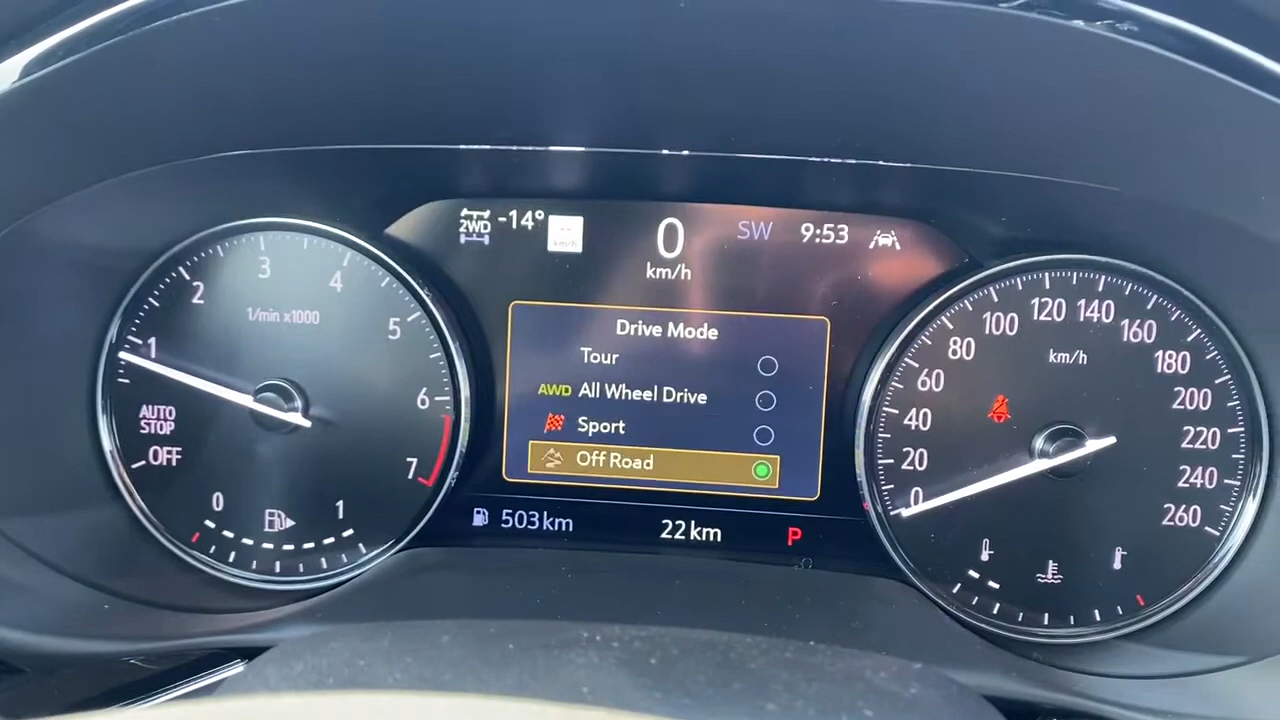 2WD -14° km/h 0 SW 9:53
km/h
1 2 3 4 5 6 7
1/min x1000
AUTO
STOP
OFF
0 1
Drive Mode
Tour
AWD All Wheel Drive
Sport
Off Road
503 km 22 km P
0 20 40 60 80 100 120 140 160 180 200 220 240 260
km/h